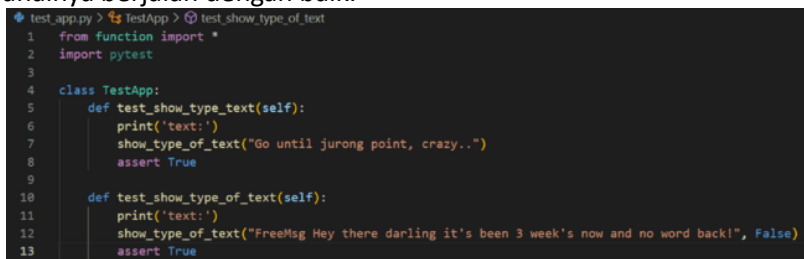 berjalan dengan baik.
test_app.py > TestApp > test_show_type_of_text
1 from function import *
2 import pytest
3
4 class TestApp:
5     def test_show_type_text(self):
6         print('text:')
7         show_type_of_text("Go until jurong point, crazy..")
8         assert True
9
10     def test_show_type_of_text(self):
11         print('text:')
12         show_type_of_text("FreeMsg Hey there darling it's been 3 week's now and no word back!", False)
13         assert True